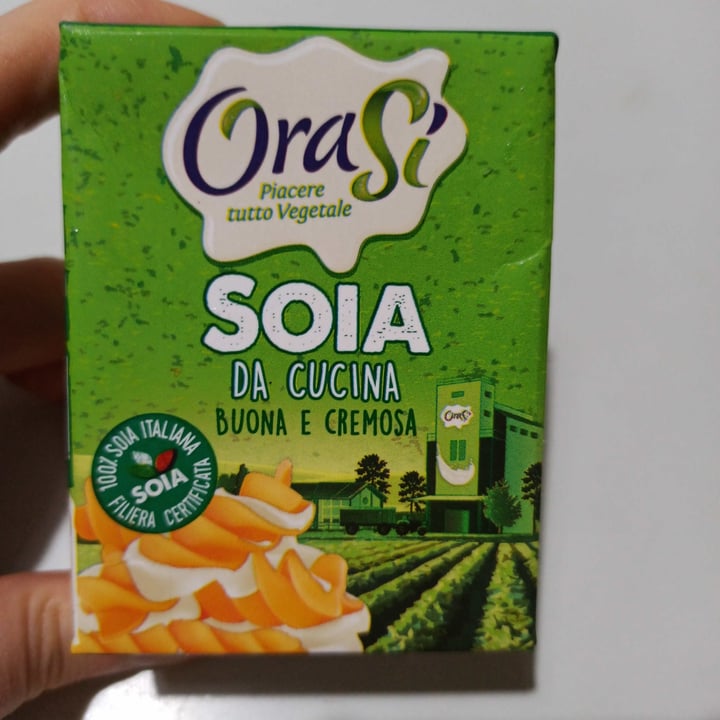 OraSì
Piacere
tutto Vegetale
SOIA
DA CUCINA
BUONA E CREMOSA
OraSì
100% SOIA ITALIANA
SOIA
FILIERA CERTIFICATA